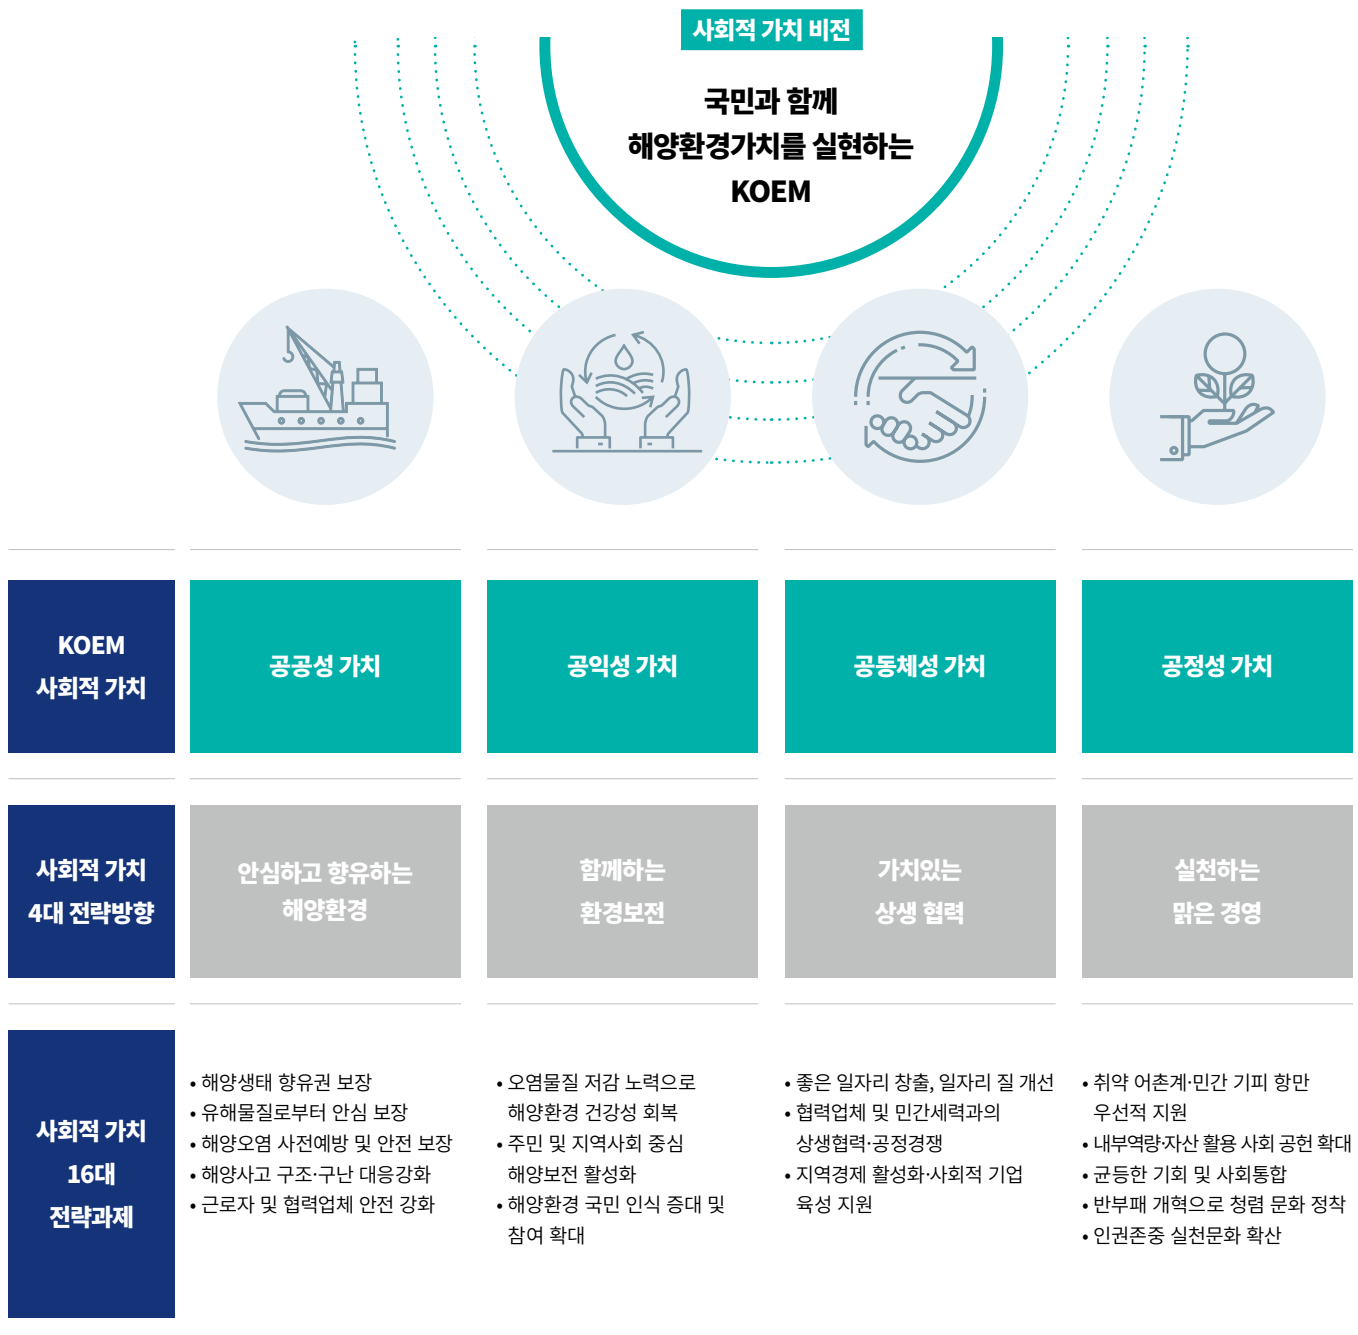 사회적 가치 비전
국민과 함께
해양환경가치를 실현하는
KOEM
KOEM
사회적 가치
공공성 가치
공익성 가치
공동체성 가치
공정성 가치
사회적 가치
4대 전략방향
안심하고 향유하는
해양환경
함께하는
환경보전
가치있는
상생 협력
실천하는
맑은 경영
사회적 가치
16대
전략과제
• 해양생태 향유권 보장
• 유해물질로부터 안심 보장
• 해양오염 사전예방 및 안전 보장
• 해양사고 구조·구난 대응강화
• 근로자 및 협력업체 안전 강화
• 오염물질 저감 노력으로
해양환경 건강성 회복
• 주민 및 지역사회 중심
해양보전 활성화
• 해양환경 국민 인식 증대 및
참여 확대
• 좋은 일자리 창출, 일자리 질 개선
• 협력업체 및 민간세력과의
상생협력·공정경쟁
• 지역경제 활성화·사회적 기업
육성 지원
• 취약 어촌계·민간 기피 항만
우선적 지원
• 내부역량·자산 활용 사회 공헌 확대
• 균등한 기회 및 사회통합
• 반부패 개혁으로 청렴 문화 정착
• 인권존중 실천문화 확산